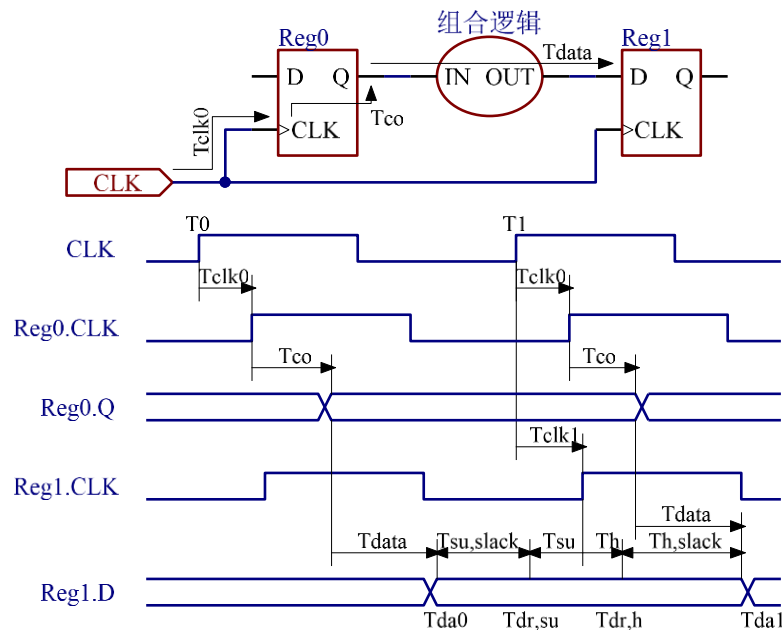 组合逻辑
Reg0 Tdata Reg1
D Q IN OUT D Q
Tclk0 CLK Tco CLK
CLK
T0 T1
CLK
Tclk0 Tclk0
Reg0.CLK
Tco Tco
Reg0.Q
Tclk1
Reg1.CLK
Tdata
Tdata Tsu,slack Tsu Th Th,slack
Reg1.D
Tda0 Tdr,su Tdr,h Tda1